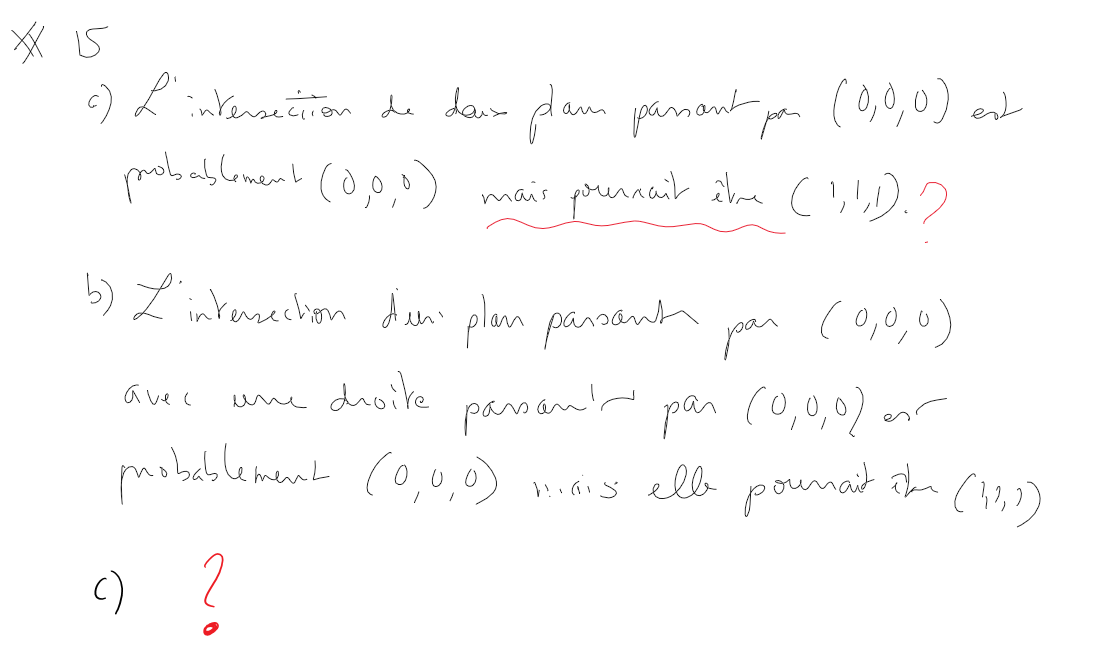 15
c) L'intersection de deux plans passant par (0,0,0) est
probablement (0,0,0) mais pourrait être (1,1,1). ?
b) L'intersection d'un plan passant par (0,0,0)
avec une droite passant par (0,0,0) est
probablement (0,0,0) mais elle pourrait être (1,1,1)
c) ?